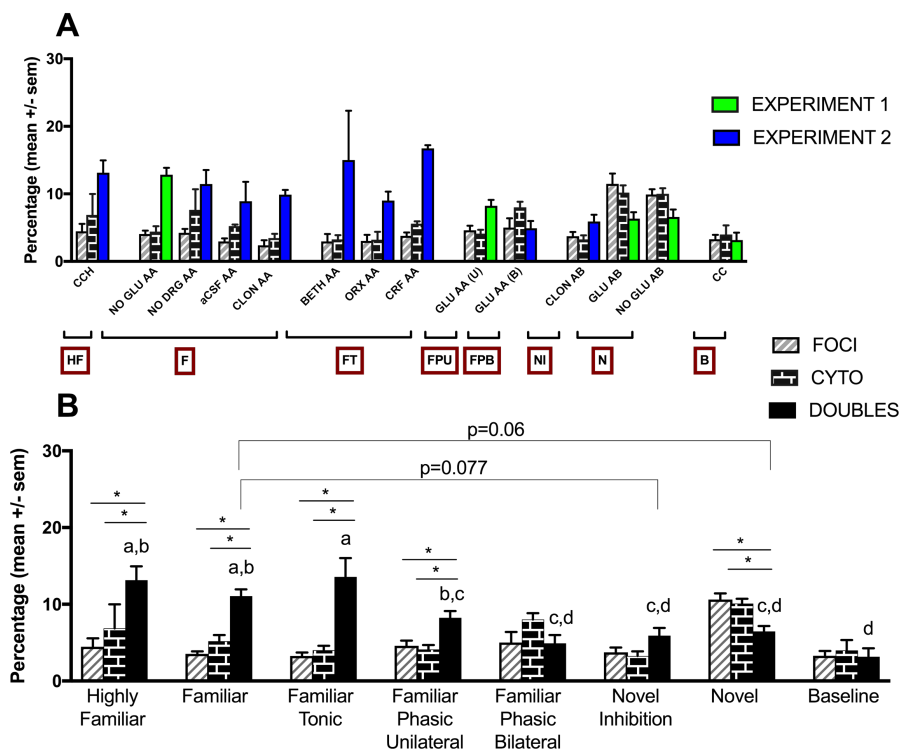 A
Percentage (mean +/- sem)
30
20
10
0
EXPERIMENT 1
EXPERIMENT 2
CCH
NO GLU AA
NO DRG AA
aCSF AA
CLON AA
BETH AA
ORX AA
CRF AA
GLU AA (U)
GLU AA (B)
CLON AB
GLU AB
NO GLU AB
CC
HF
F
FT
FPU
FPB
NI
N
B
FOCI
CYTO
DOUBLES
B
Percentage (mean +/- sem)
30
20
10
0
p=0.06
p=0.077
*
*
a,b
*
*
a,b
*
*
a
*
*
b,c
c,d
c,d
*
*
c,d
d
Highly
Familiar
Familiar
Familiar
Tonic
Familiar
Phasic
Unilateral
Familiar
Phasic
Bilateral
Novel
Inhibition
Novel
Baseline